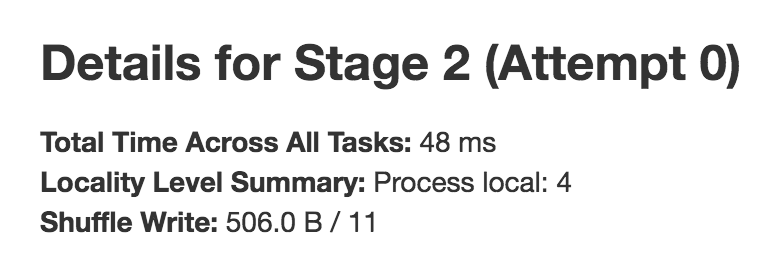 Details for Stage 2 (Attempt 0)
Total Time Across All Tasks: 48 ms
Locality Level Summary: Process local: 4
Shuffle Write: 506.0 B / 11